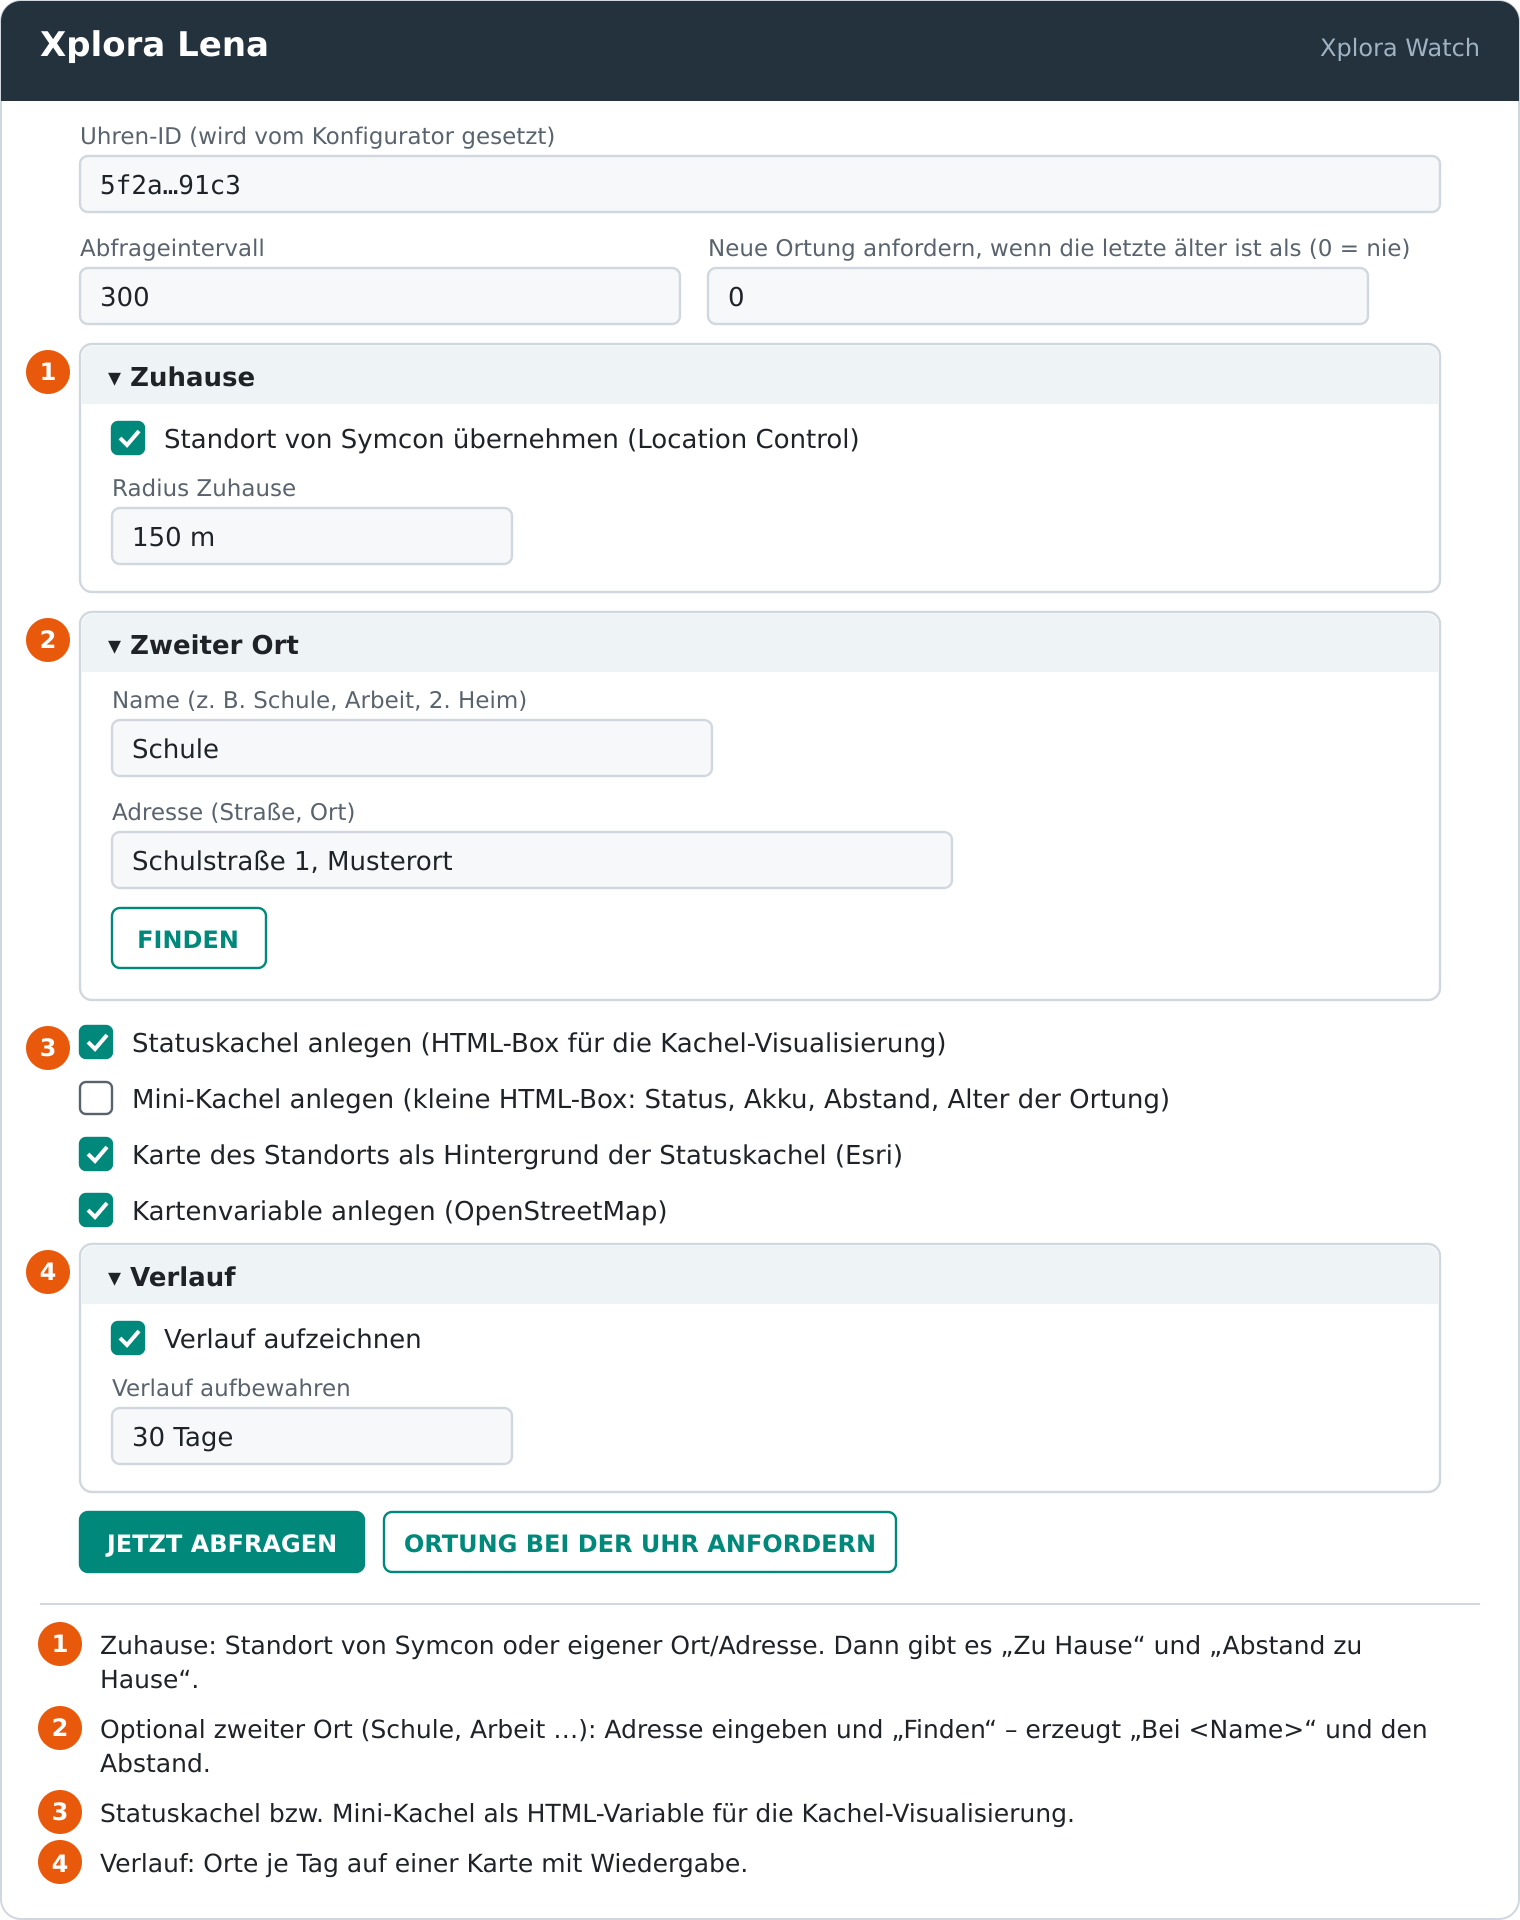 Xplora Lena
Xplora Watch
Uhren-ID (wird vom Konfigurator gesetzt)
5f2a…91c3
Abfrageintervall
Neue Ortung anfordern, wenn die letzte älter ist als (0 = nie)
300
0
1
▾ Zuhause
Standort von Symcon übernehmen (Location Control)
Radius Zuhause
150 m
2
▾ Zweiter Ort
Name (z. B. Schule, Arbeit, 2. Heim)
Schule
Adresse (Straße, Ort)
Schulstraße 1, Musterort
FINDEN
3
Statuskachel anlegen (HTML-Box für die Kachel-Visualisierung)
Mini-Kachel anlegen (kleine HTML-Box: Status, Akku, Abstand, Alter der Ortung)
Karte des Standorts als Hintergrund der Statuskachel (Esri)
Kartenvariable anlegen (OpenStreetMap)
4
▾ Verlauf
Verlauf aufzeichnen
Verlauf aufbewahren
30 Tage
JETZT ABFRAGEN
ORTUNG BEI DER UHR ANFORDERN
1 Zuhause: Standort von Symcon oder eigener Ort/Adresse. Dann gibt es „Zu Hause“ und „Abstand zu
Hause“.
2 Optional zweiter Ort (Schule, Arbeit …): Adresse eingeben und „Finden“ – erzeugt „Bei <Name>“ und den
Abstand.
3 Statuskachel bzw. Mini-Kachel als HTML-Variable für die Kachel-Visualisierung.
4 Verlauf: Orte je Tag auf einer Karte mit Wiedergabe.